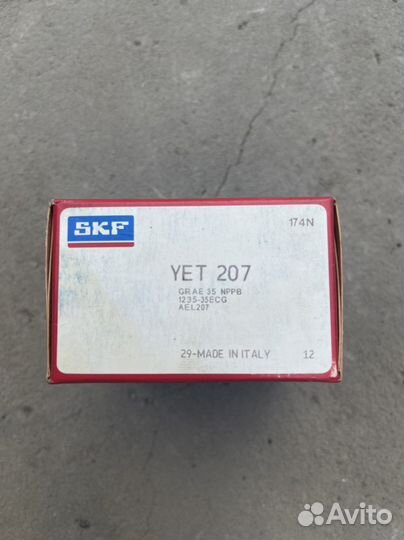 SKF
174N
YET 207
GRAE 35 NPPB
1235-35ECG
AEL207
29-MADE IN ITALY 12
Avito